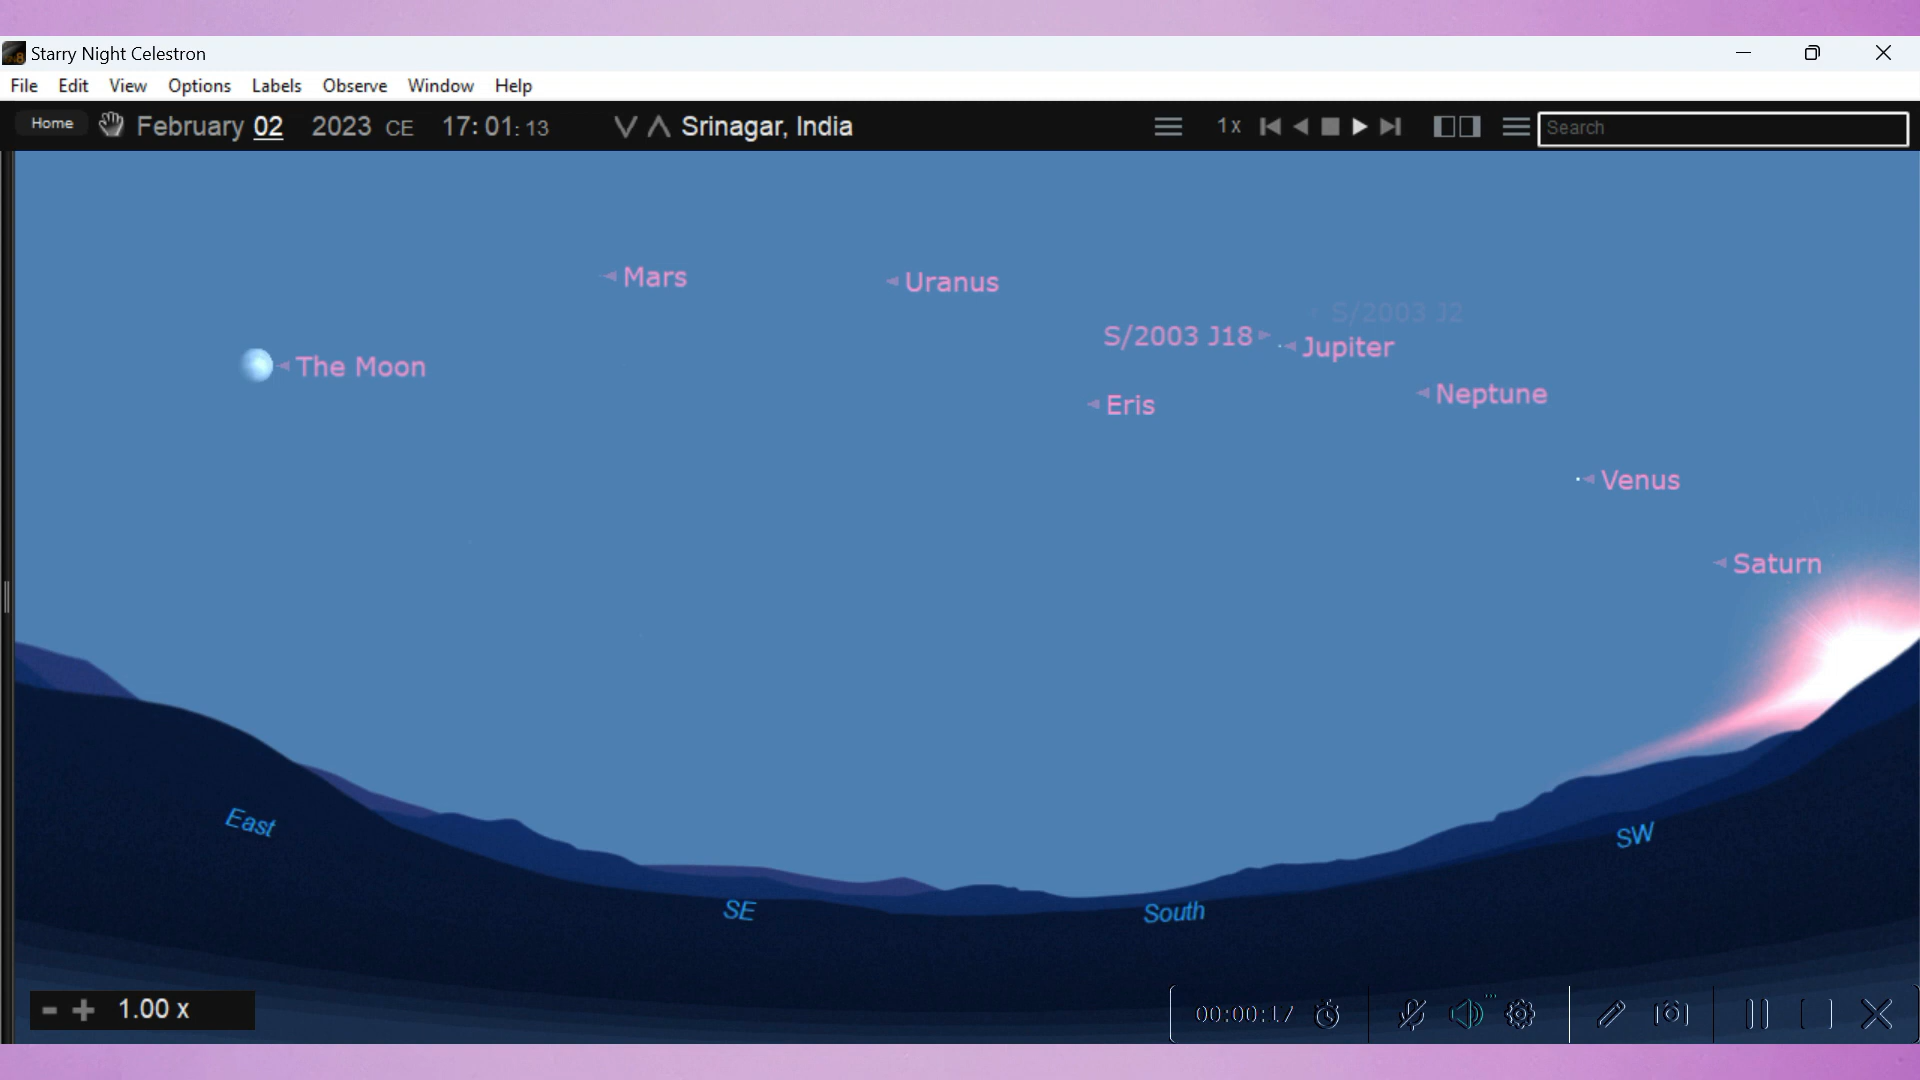 Starry Night Celestron
File Edit View Options Labels Observe Window Help
Home February 02 2023 CE 17:01:13 Srinagar, India 1x Search
Mars
Uranus
S/2003 J2
S/2003 J18
Jupiter
The Moon
Neptune
Eris
Venus
Saturn
East
SW
SE
South
1.00 x
00:00:17